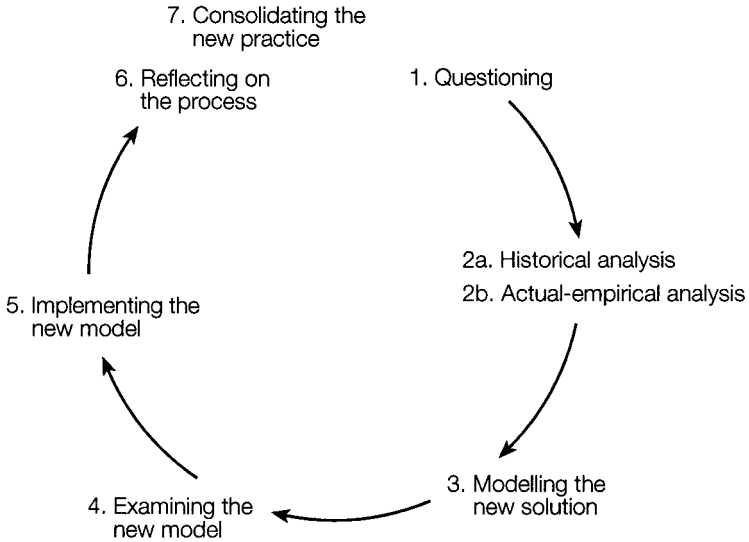 7. Consolidating the
new practice
6. Reflecting on
the process
1. Questioning
2a. Historical analysis
2b. Actual-empirical analysis
5. Implementing the
new model
3. Modelling the
new solution
4. Examining the
new model